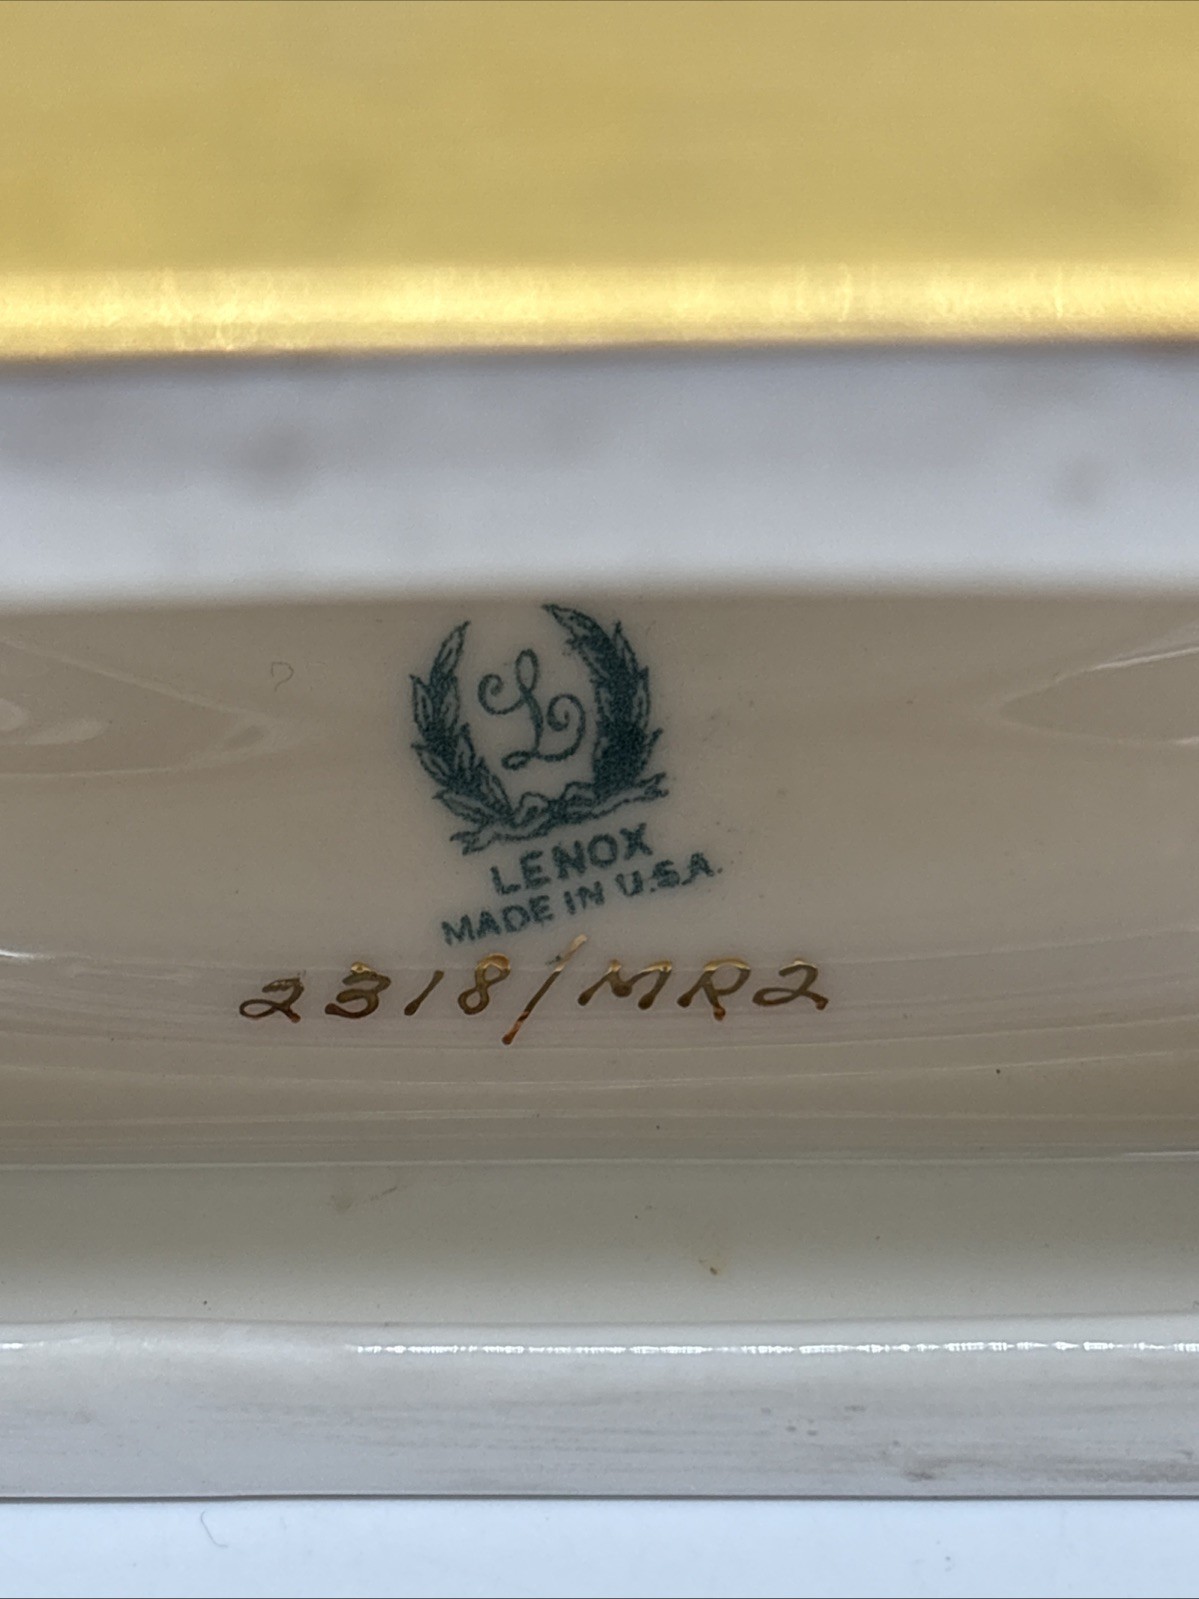 L
LENOX
MADE IN U.S.A.
2318/MR2